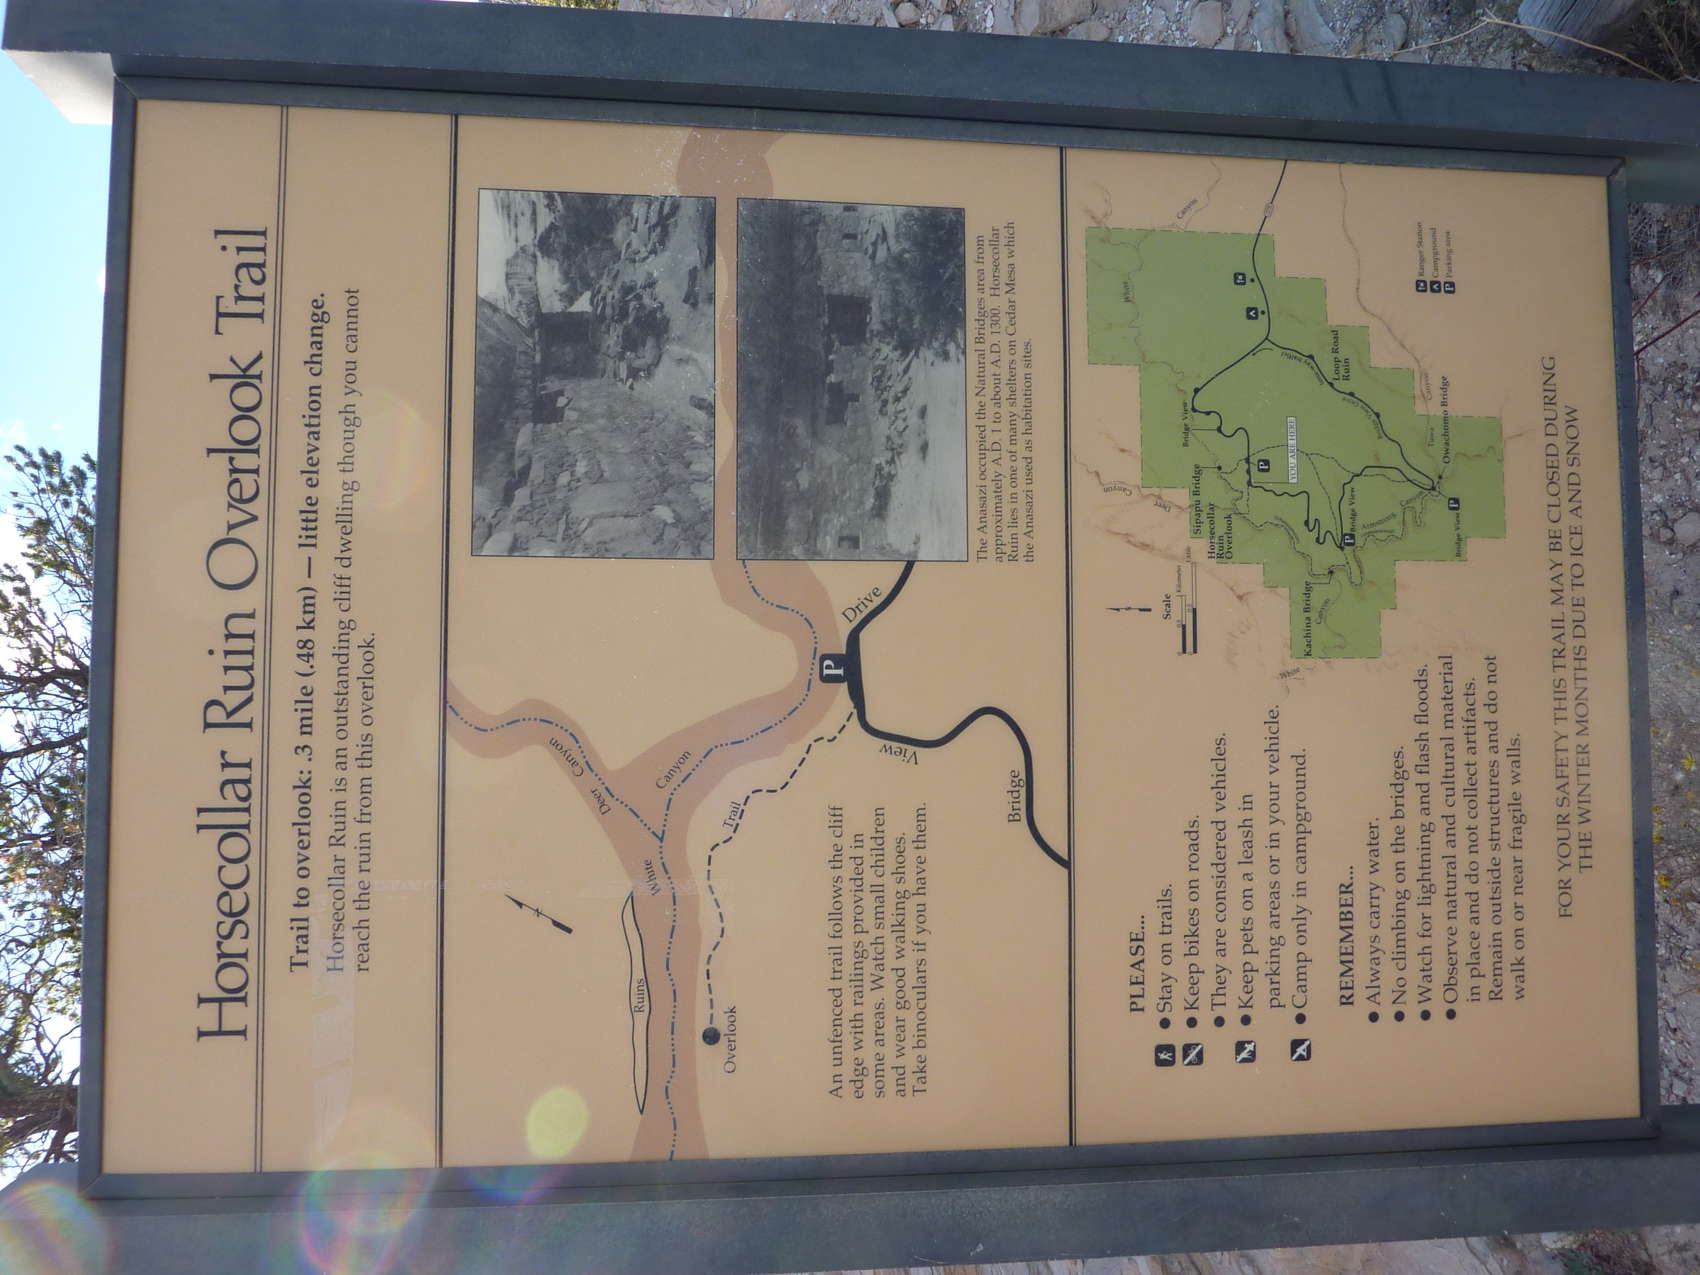 Horsecollar Ruin Overlook Trail
Trail to overlook: .3 mile (.48 km) — little elevation change.
Horsecollar Ruin is an outstanding cliff dwelling though you cannot
reach the ruin from this overlook.
Deer Canyon
White Canyon
Ruins
Overlook
Trail
P
Bridge View Drive
N
An unfenced trail follows the cliff
edge with railings provided in
some areas. Watch small children
and wear good walking shoes.
Take binoculars if you have them.
The Anasazi occupied the Natural Bridges area from
approximately A.D. 1 to about A.D. 1300. Horsecollar
Ruin lies in one of many shelters on Cedar Mesa which
the Anasazi used as habitation sites.
PLEASE...
• Stay on trails.
• Keep bikes on roads.
• They are considered vehicles.
• Keep pets on a leash in
parking areas or in your vehicle.
• Camp only in campground.
REMEMBER...
• Always carry water.
• No climbing on the bridges.
• Watch for lightning and flash floods.
• Observe natural and cultural material
in place and do not collect artifacts.
Remain outside structures and do not
walk on or near fragile walls.
Scale
Kilometer
White Canyon
Deer Canyon
Bridge View
Sipapu Bridge
Horsecollar
Ruin
Overlook
P
YOU ARE HERE
Kachina Bridge
P Bridge View
Loop Road
Ruin
Owachomo Bridge
Bridge View P
Ranger Station
Campground
P Parking area
FOR YOUR SAFETY THIS TRAIL MAY BE CLOSED DURING
THE WINTER MONTHS DUE TO ICE AND SNOW